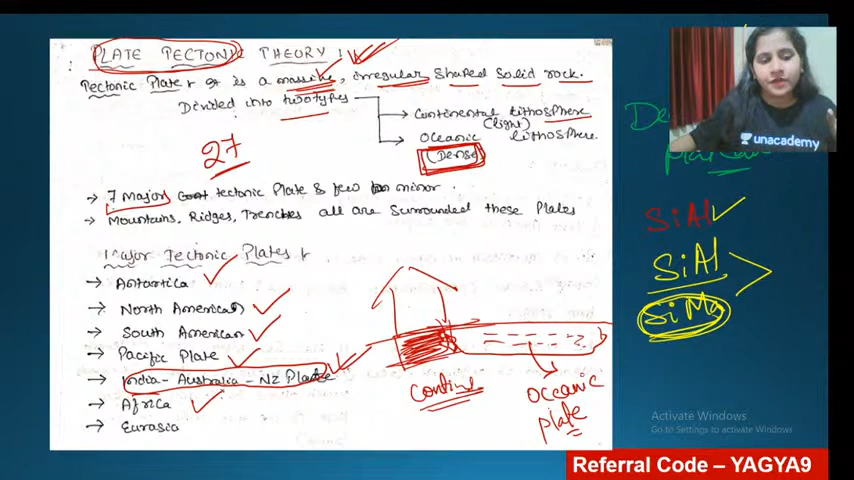 PLATE PECTONIC THEORY :
Tectonic Plate → It is a massive, irregular shaped solid rock.
Divided into two types
→ Continental lithosphere
(light)
→ Oceanic lithosphere
(Dense)
27
→ 7 Major tectonic Plate & few minor.
→ Mountains, Ridges, Trenches all are surrounded these Plates
Major Tectonic Plates
→ Antartica
→ North American
→ South American
→ Pacific Plate
→ India - Australia - NZ Plate
→ Africa
→ Eurasia
Oceanic
plate
unacademy
SiAl
SiAl
SiMa
Activate Windows
Go to Settings to activate Windows.
Referral Code – YAGYA9